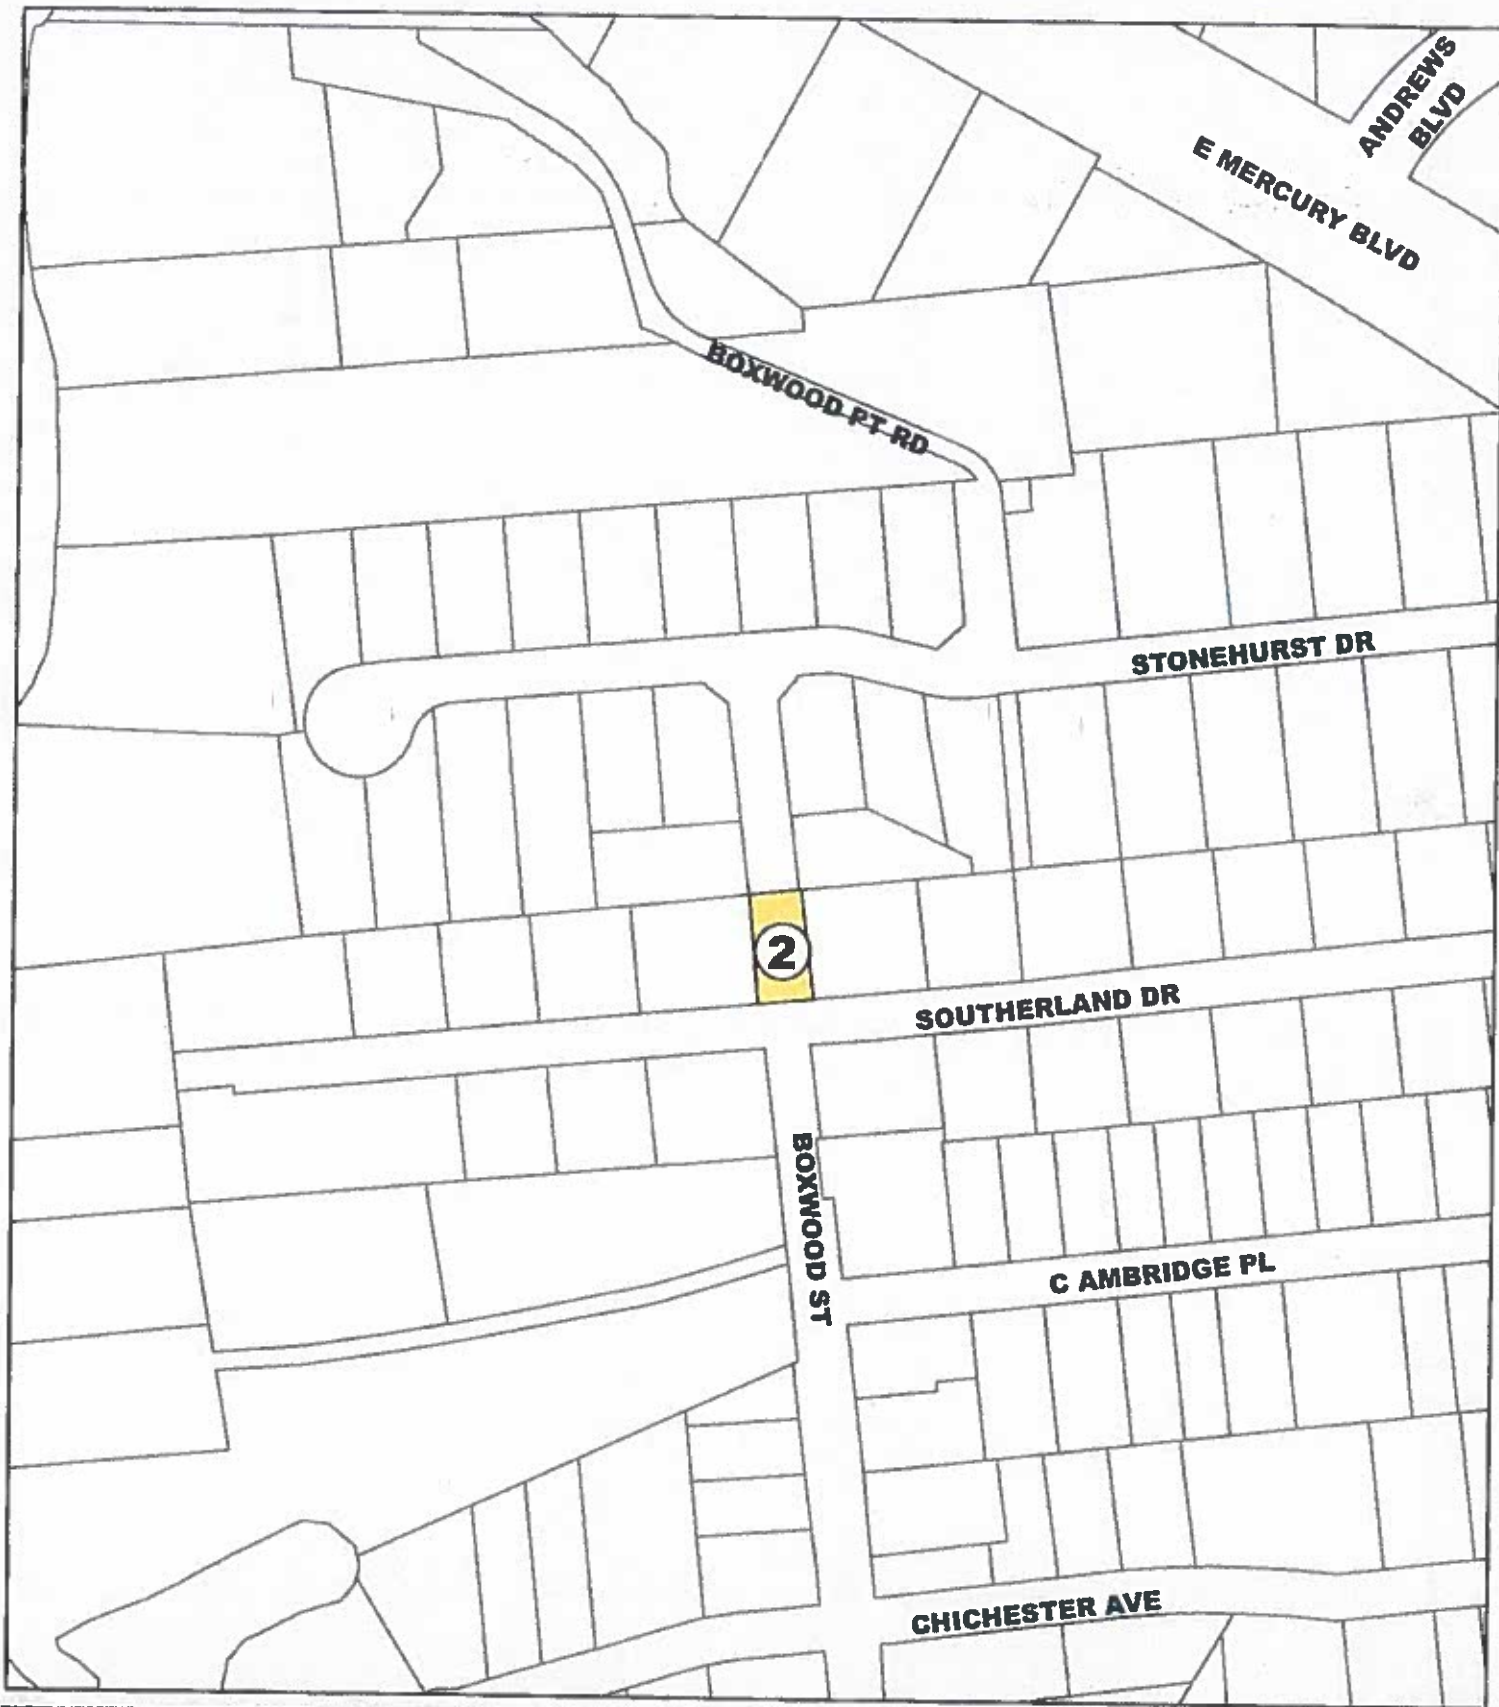 ANDREWS
BLVD
E MERCURY BLVD
BOXWOOD PT RD
STONEHURST DR
2
SOUTHERLAND DR
BOXWOOD ST
C AMBRIDGE PL
CHICHESTER AVE